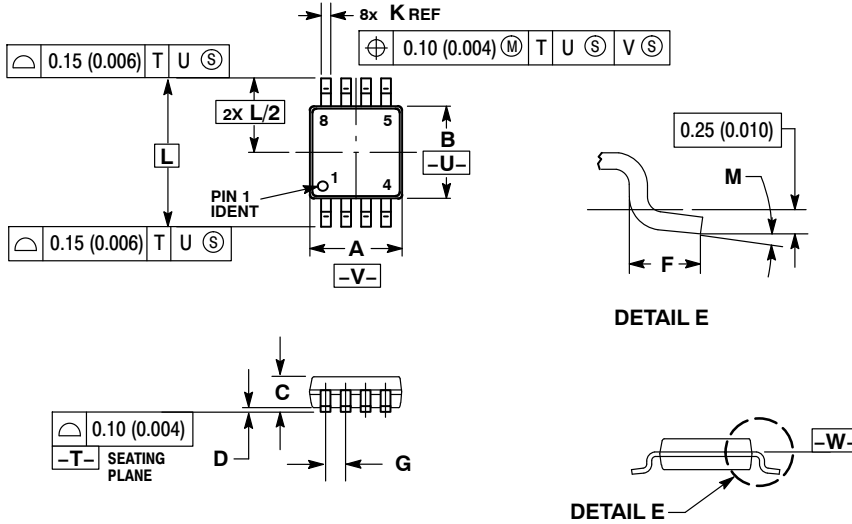 8x K REF
⌓ 0.15 (0.006) T U Ⓢ
⌖ 0.10 (0.004) Ⓜ T U Ⓢ V Ⓢ
2X L/2
8 5
L
B
–U–
0.25 (0.010)
M
PIN 1
IDENT
1
4
⌓ 0.15 (0.006) T U Ⓢ
A
–V–
F
DETAIL E
C
⌓ 0.10 (0.004)
–T– SEATING
PLANE
D
G
–W–
DETAIL E